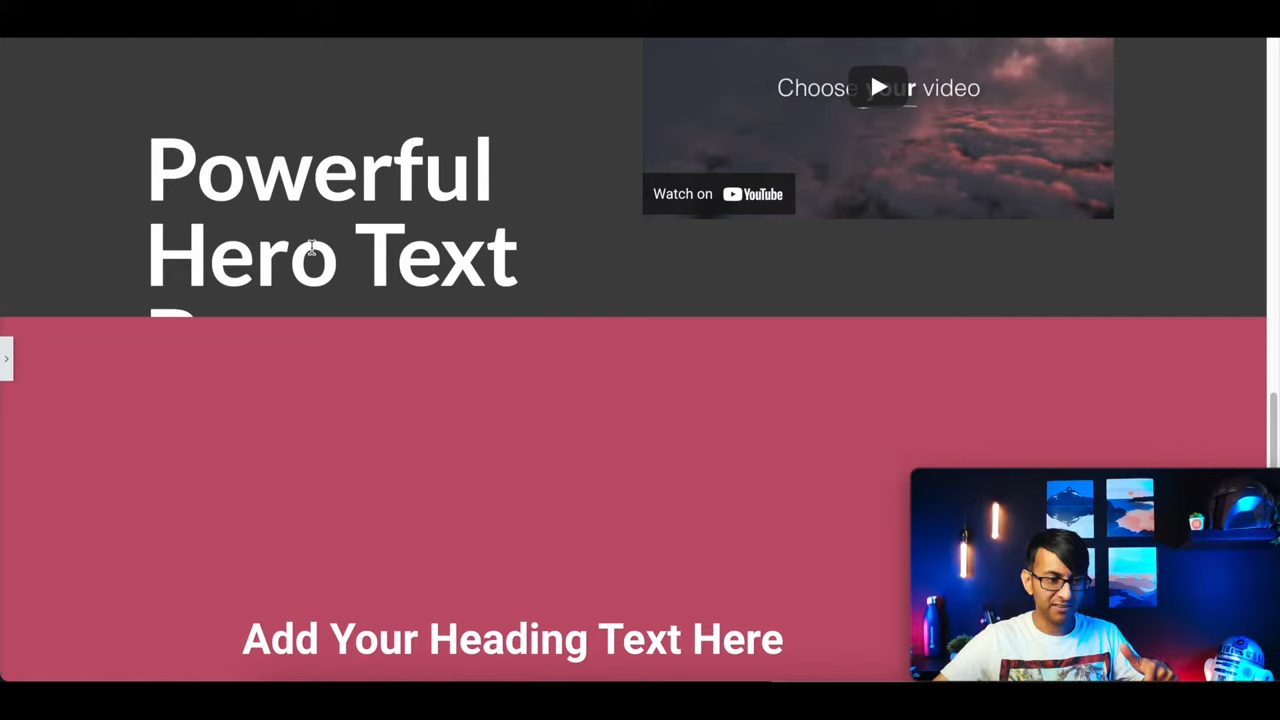 Choose your video
Watch on YouTube
Powerful
Hero Text
Add Your Heading Text Here